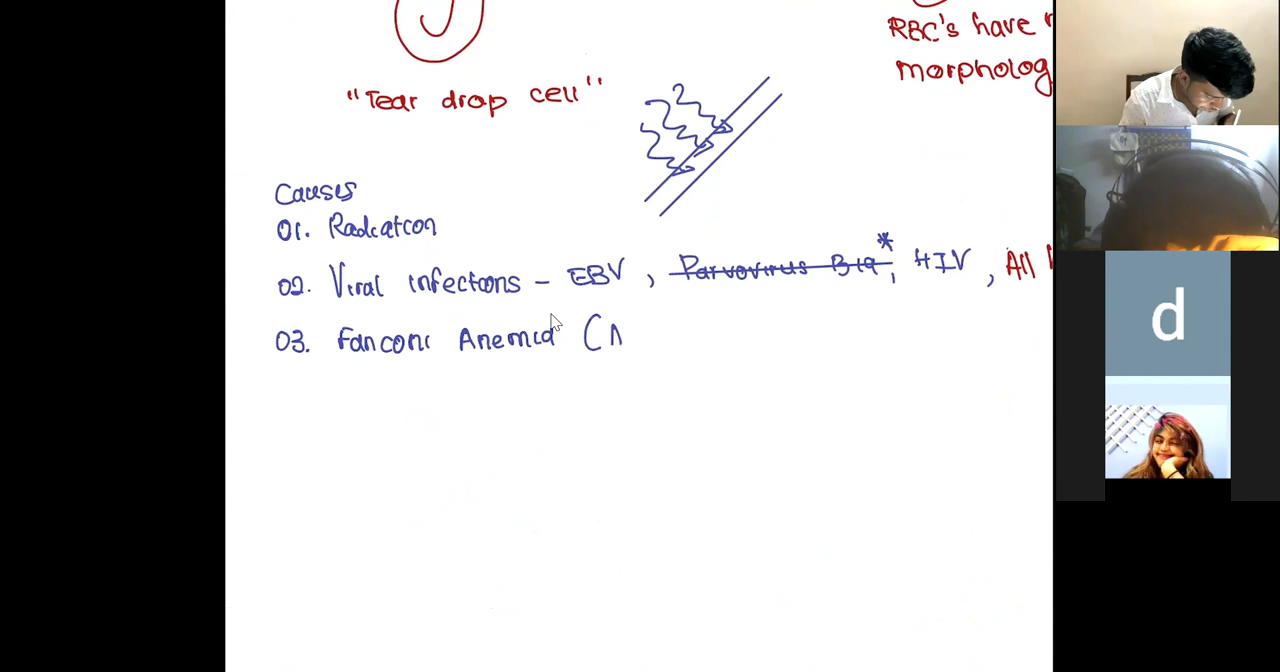 RBC's have
morpholog
"Tear drop cell"
Causes
01. Radiation
02. Viral infections - EBV, Parvovirus B19*, HIV, All
03. Fanconi Anemia (
d